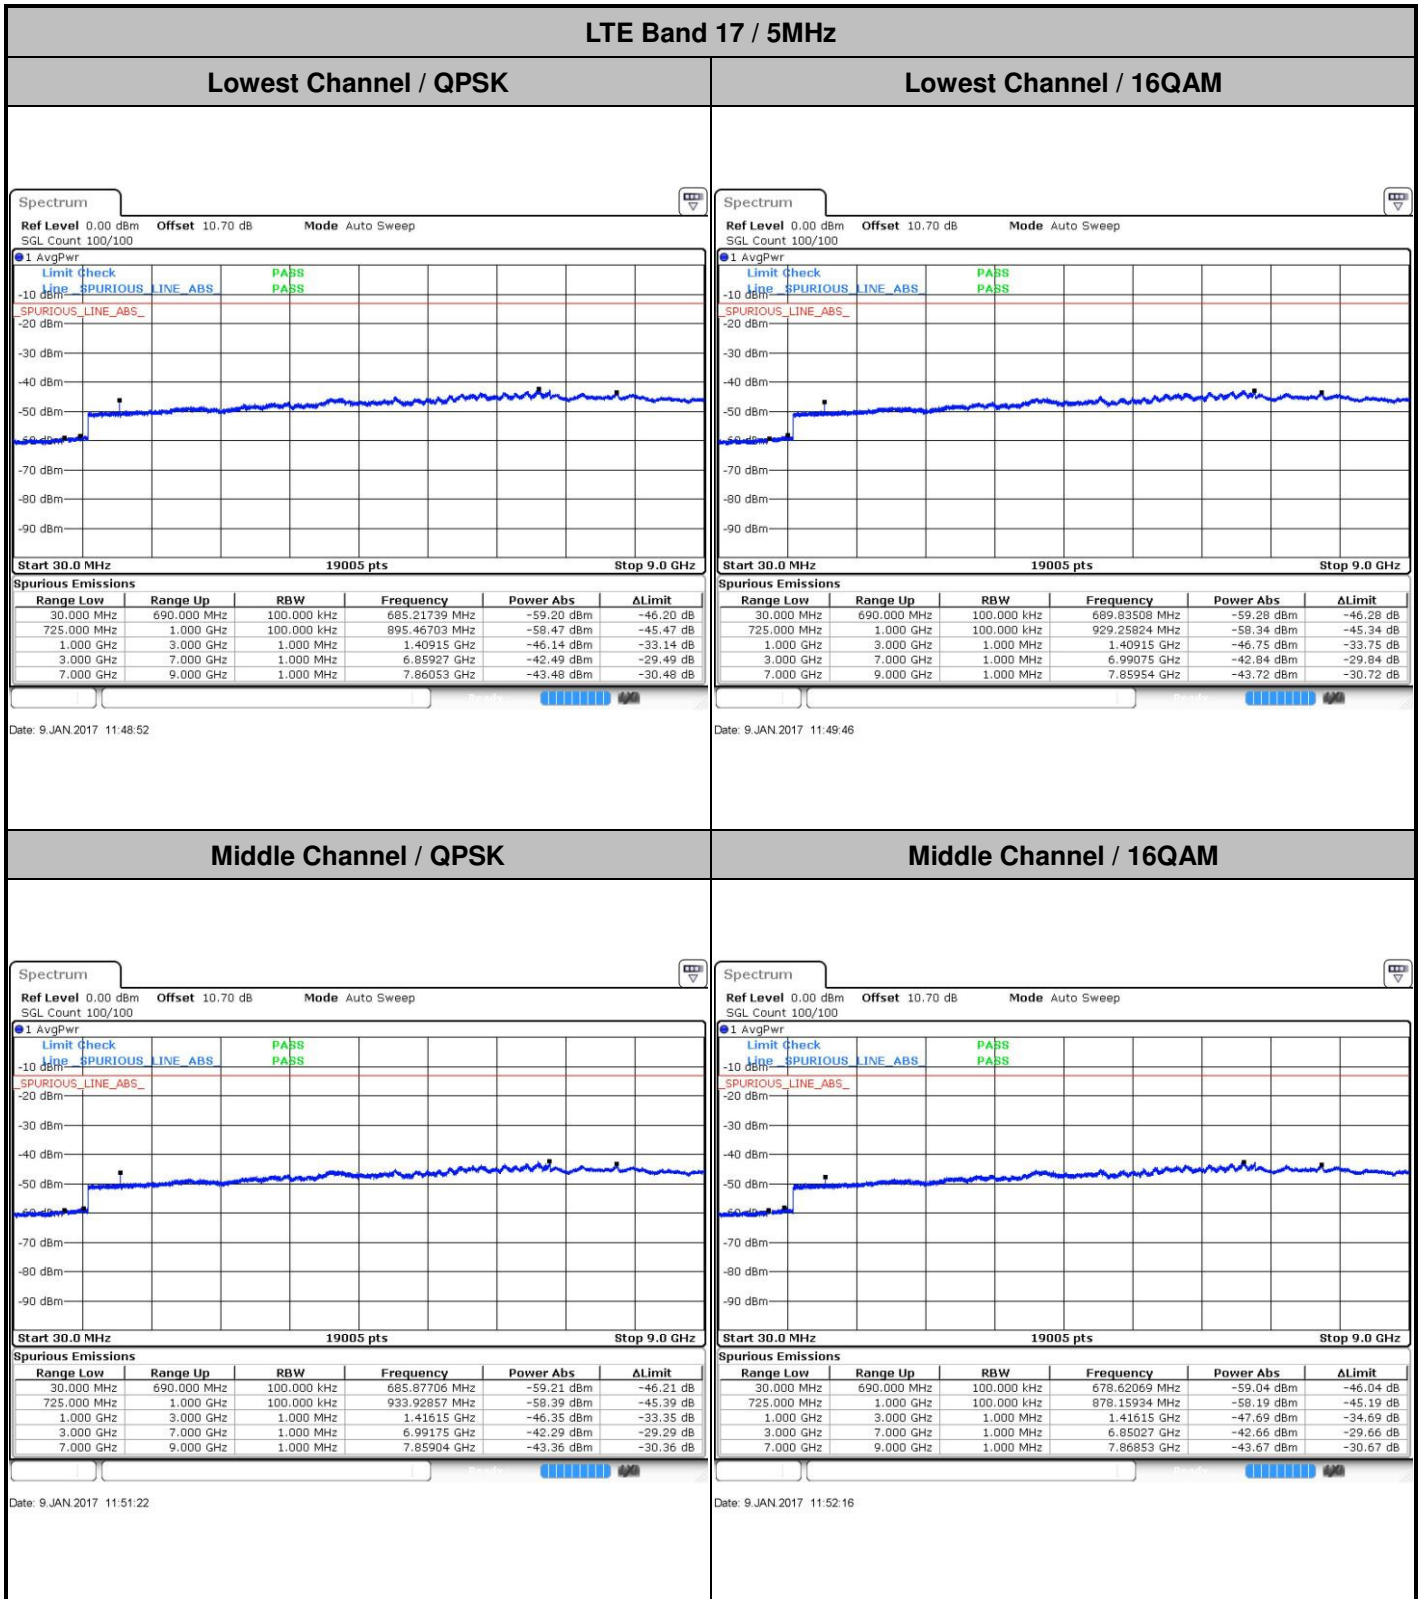 LTE Band 17 / 5MHz
Lowest Channel / QPSK
Lowest Channel / 16QAM
Spectrum
Ref Level 0.00 dBm Offset 10.70 dB Mode Auto Sweep
SGL Count 100/100
1 AvgPwr
Limit Check PASS
Line _SPURIOUS_LINE_ABS_ PASS
-10 dBm
_SPURIOUS_LINE_ABS_
-20 dBm
-30 dBm
-40 dBm
-50 dBm
-60 dBm
-70 dBm
-80 dBm
-90 dBm
Start 30.0 MHz 19005 pts Stop 9.0 GHz
Spurious Emissions
Range Low Range Up RBW Frequency Power Abs ΔLimit
30.000 MHz 690.000 MHz 100.000 kHz 685.21739 MHz -59.20 dBm -46.20 dB
725.000 MHz 1.000 GHz 100.000 kHz 895.46703 MHz -58.47 dBm -45.47 dB
1.000 GHz 3.000 GHz 1.000 MHz 1.40915 GHz -46.14 dBm -33.14 dB
3.000 GHz 7.000 GHz 1.000 MHz 6.85927 GHz -42.49 dBm -29.49 dB
7.000 GHz 9.000 GHz 1.000 MHz 7.86053 GHz -43.48 dBm -30.48 dB
Date: 9.JAN.2017 11:48:52
Spectrum
Ref Level 0.00 dBm Offset 10.70 dB Mode Auto Sweep
SGL Count 100/100
1 AvgPwr
Limit Check PASS
Line _SPURIOUS_LINE_ABS_ PASS
-10 dBm
_SPURIOUS_LINE_ABS_
-20 dBm
-30 dBm
-40 dBm
-50 dBm
-60 dBm
-70 dBm
-80 dBm
-90 dBm
Start 30.0 MHz 19005 pts Stop 9.0 GHz
Spurious Emissions
Range Low Range Up RBW Frequency Power Abs ΔLimit
30.000 MHz 690.000 MHz 100.000 kHz 689.83508 MHz -59.28 dBm -46.28 dB
725.000 MHz 1.000 GHz 100.000 kHz 929.25824 MHz -58.34 dBm -45.34 dB
1.000 GHz 3.000 GHz 1.000 MHz 1.40915 GHz -46.75 dBm -33.75 dB
3.000 GHz 7.000 GHz 1.000 MHz 6.99075 GHz -42.84 dBm -29.84 dB
7.000 GHz 9.000 GHz 1.000 MHz 7.85954 GHz -43.72 dBm -30.72 dB
Date: 9.JAN.2017 11:49:46
Middle Channel / QPSK
Middle Channel / 16QAM
Spectrum
Ref Level 0.00 dBm Offset 10.70 dB Mode Auto Sweep
SGL Count 100/100
1 AvgPwr
Limit Check PASS
Line _SPURIOUS_LINE_ABS_ PASS
-10 dBm
_SPURIOUS_LINE_ABS_
-20 dBm
-30 dBm
-40 dBm
-50 dBm
-60 dBm
-70 dBm
-80 dBm
-90 dBm
Start 30.0 MHz 19005 pts Stop 9.0 GHz
Spurious Emissions
Range Low Range Up RBW Frequency Power Abs ΔLimit
30.000 MHz 690.000 MHz 100.000 kHz 685.87706 MHz -59.21 dBm -46.21 dB
725.000 MHz 1.000 GHz 100.000 kHz 933.92857 MHz -58.39 dBm -45.39 dB
1.000 GHz 3.000 GHz 1.000 MHz 1.41615 GHz -46.35 dBm -33.35 dB
3.000 GHz 7.000 GHz 1.000 MHz 6.99175 GHz -42.29 dBm -29.29 dB
7.000 GHz 9.000 GHz 1.000 MHz 7.85904 GHz -43.36 dBm -30.36 dB
Date: 9.JAN.2017 11:51:22
Spectrum
Ref Level 0.00 dBm Offset 10.70 dB Mode Auto Sweep
SGL Count 100/100
1 AvgPwr
Limit Check PASS
Line _SPURIOUS_LINE_ABS_ PASS
-10 dBm
_SPURIOUS_LINE_ABS_
-20 dBm
-30 dBm
-40 dBm
-50 dBm
-60 dBm
-70 dBm
-80 dBm
-90 dBm
Start 30.0 MHz 19005 pts Stop 9.0 GHz
Spurious Emissions
Range Low Range Up RBW Frequency Power Abs ΔLimit
30.000 MHz 690.000 MHz 100.000 kHz 678.62069 MHz -59.04 dBm -46.04 dB
725.000 MHz 1.000 GHz 100.000 kHz 878.15934 MHz -58.19 dBm -45.19 dB
1.000 GHz 3.000 GHz 1.000 MHz 1.41615 GHz -47.69 dBm -34.69 dB
3.000 GHz 7.000 GHz 1.000 MHz 6.85027 GHz -42.66 dBm -29.66 dB
7.000 GHz 9.000 GHz 1.000 MHz 7.86853 GHz -43.67 dBm -30.67 dB
Date: 9.JAN.2017 11:52:16